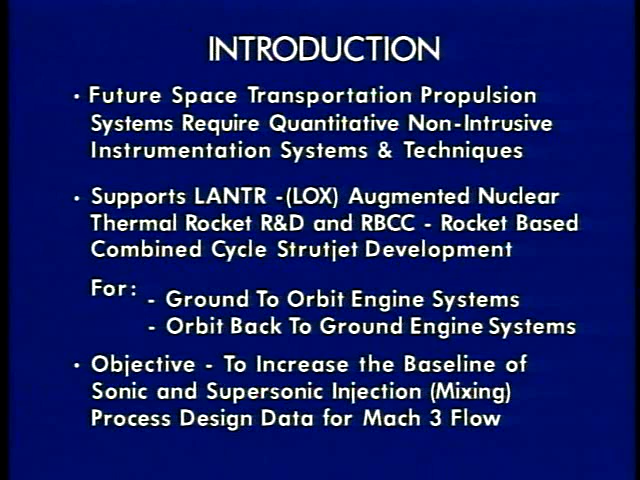 INTRODUCTION
• Future Space Transportation Propulsion
Systems Require Quantitative Non-Intrusive
Instrumentation Systems & Techniques
• Supports LANTR -(LOX) Augmented Nuclear
Thermal Rocket R&D and RBCC - Rocket Based
Combined Cycle Strutjet Development
For:
- Ground To Orbit Engine Systems
- Orbit Back To Ground Engine Systems
• Objective - To Increase the Baseline of
Sonic and Supersonic Injection (Mixing)
Process Design Data for Mach 3 Flow